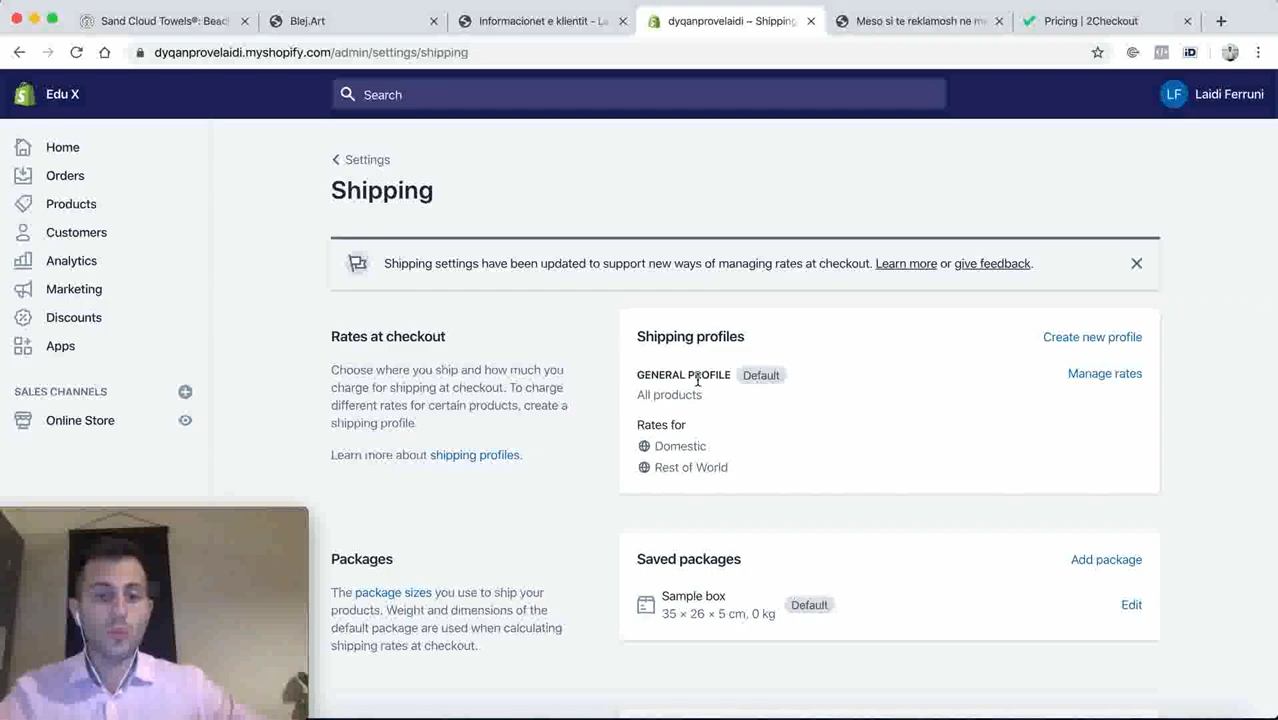 Sand Cloud Towels®: Beac
Blej.Art
Informacionet e klientit - La
dyqanprovelaidi ~ Shipping
Meso si te reklamosh ne m
Pricing | 2Checkout
dyqanprovelaidi.myshopify.com/admin/settings/shipping
iD
Edu X
Search
LF
Laidi Ferruni
Home
Orders
Products
Customers
Analytics
Marketing
Discounts
Apps
SALES CHANNELS
Online Store
Settings
Shipping
Shipping settings have been updated to support new ways of managing rates at checkout. Learn more or give feedback.
Rates at checkout
Choose where you ship and how much you
charge for shipping at checkout. To charge
different rates for certain products, create a
shipping profile.
Learn more about shipping profiles.
Shipping profiles
Create new profile
GENERAL PROFILE
Default
Manage rates
All products
Rates for
Domestic
Rest of World
Packages
The package sizes you use to ship your
products. Weight and dimensions of the
default package are used when calculating
shipping rates at checkout.
Saved packages
Add package
Sample box
35 × 26 × 5 cm, 0 kg
Default
Edit